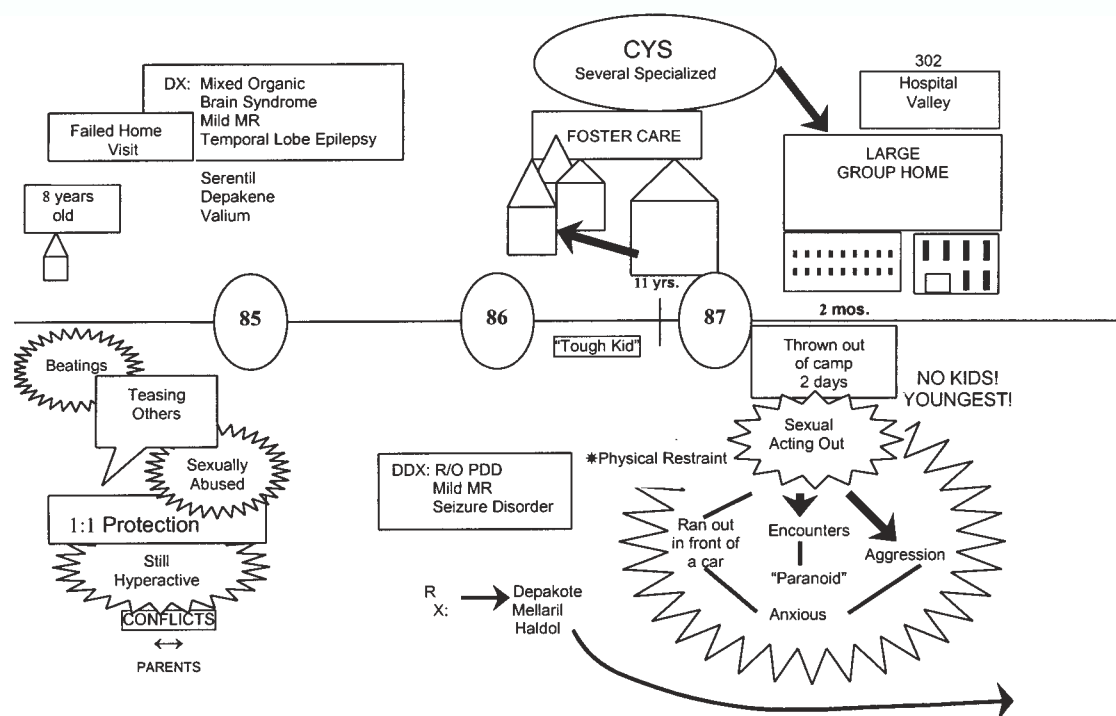 DX: Mixed Organic
Brain Syndrome
Mild MR
Temporal Lobe Epilepsy
Failed Home
Visit
Serentil
Depakene
Valium
8 years
old
CYS
Several Specialized
FOSTER CARE
302
Hospital
Valley
LARGE
GROUP HOME
11 yrs.
2 mos.
85
86
87
"Tough Kid"
Beatings
Teasing
Others
Sexually
Abused
1:1 Protection
Still
Hyperactive
CONFLICTS
PARENTS
DDX: R/O PDD
Mild MR
Seizure Disorder
R
X:
Depakote
Mellaril
Haldol
Thrown out
of camp
2 days
NO KIDS!
YOUNGEST!
Sexual
Acting Out
*Physical Restraint
Ran out
in front of
a car
Encounters
"Paranoid"
Aggression
Anxious